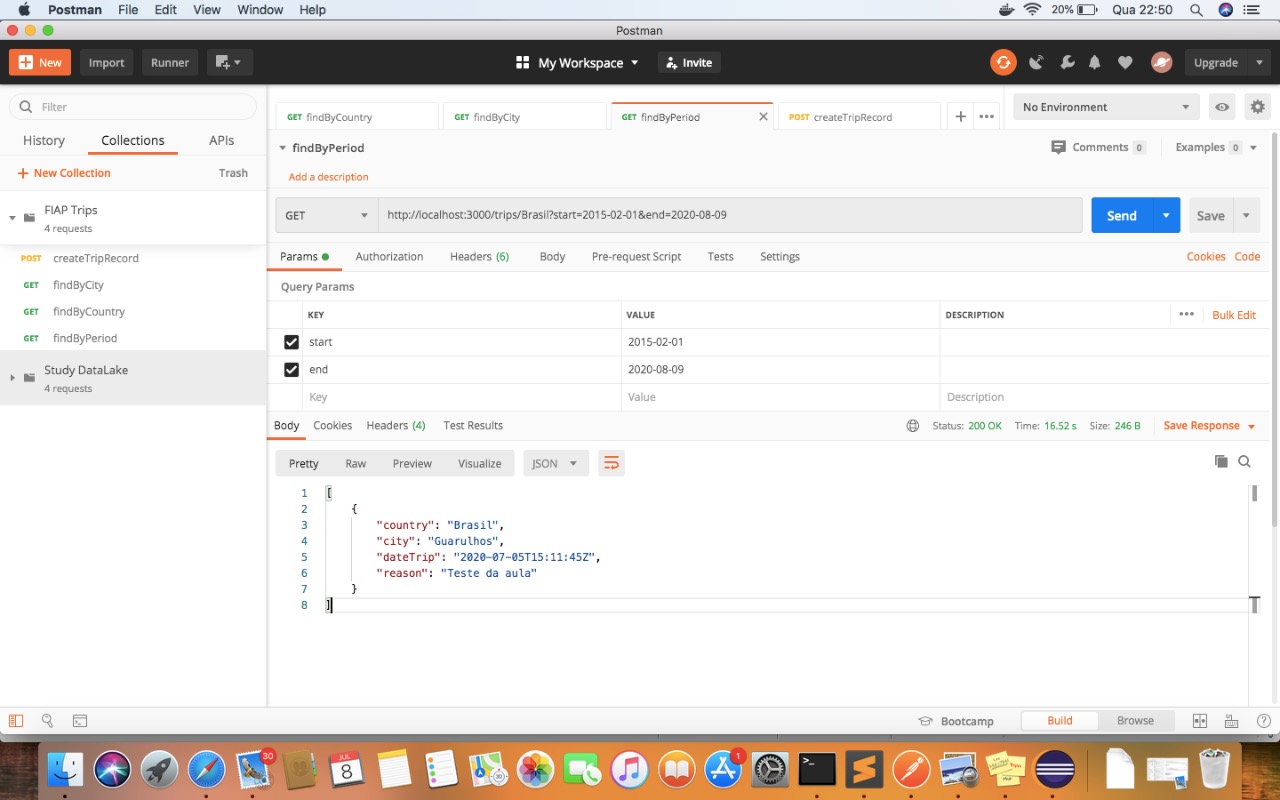 Postman File Edit View Window Help 20% Qua 22:50
Postman
New Import Runner My Workspace Invite Upgrade
Filter
History Collections APIs
New Collection Trash
FIAP Trips
4 requests
POST createTripRecord
GET findByCity
GET findByCountry
GET findByPeriod
Study DataLake
4 requests
GET findByCountry GET findByCity GET findByPeriod POST createTripRecord No Environment
findByPeriod Comments 0 Examples 0
Add a description
GET http://localhost:3000/trips/Brasil?start=2015-02-01&end=2020-08-09 Send Save
Params Authorization Headers (6) Body Pre-request Script Tests Settings Cookies Code
Query Params
KEY VALUE DESCRIPTION Bulk Edit
start 2015-02-01
end 2020-08-09
Key Value Description
Body Cookies Headers (4) Test Results Status: 200 OK Time: 16.52 s Size: 246 B Save Response
Pretty Raw Preview Visualize JSON
1 [
2 {
3 "country": "Brasil",
4 "city": "Guarulhos",
5 "dateTrip": "2020-07-05T15:11:45Z",
6 "reason": "Teste da aula"
7 }
8 ]
Bootcamp Build Browse
30 JUL 8 1